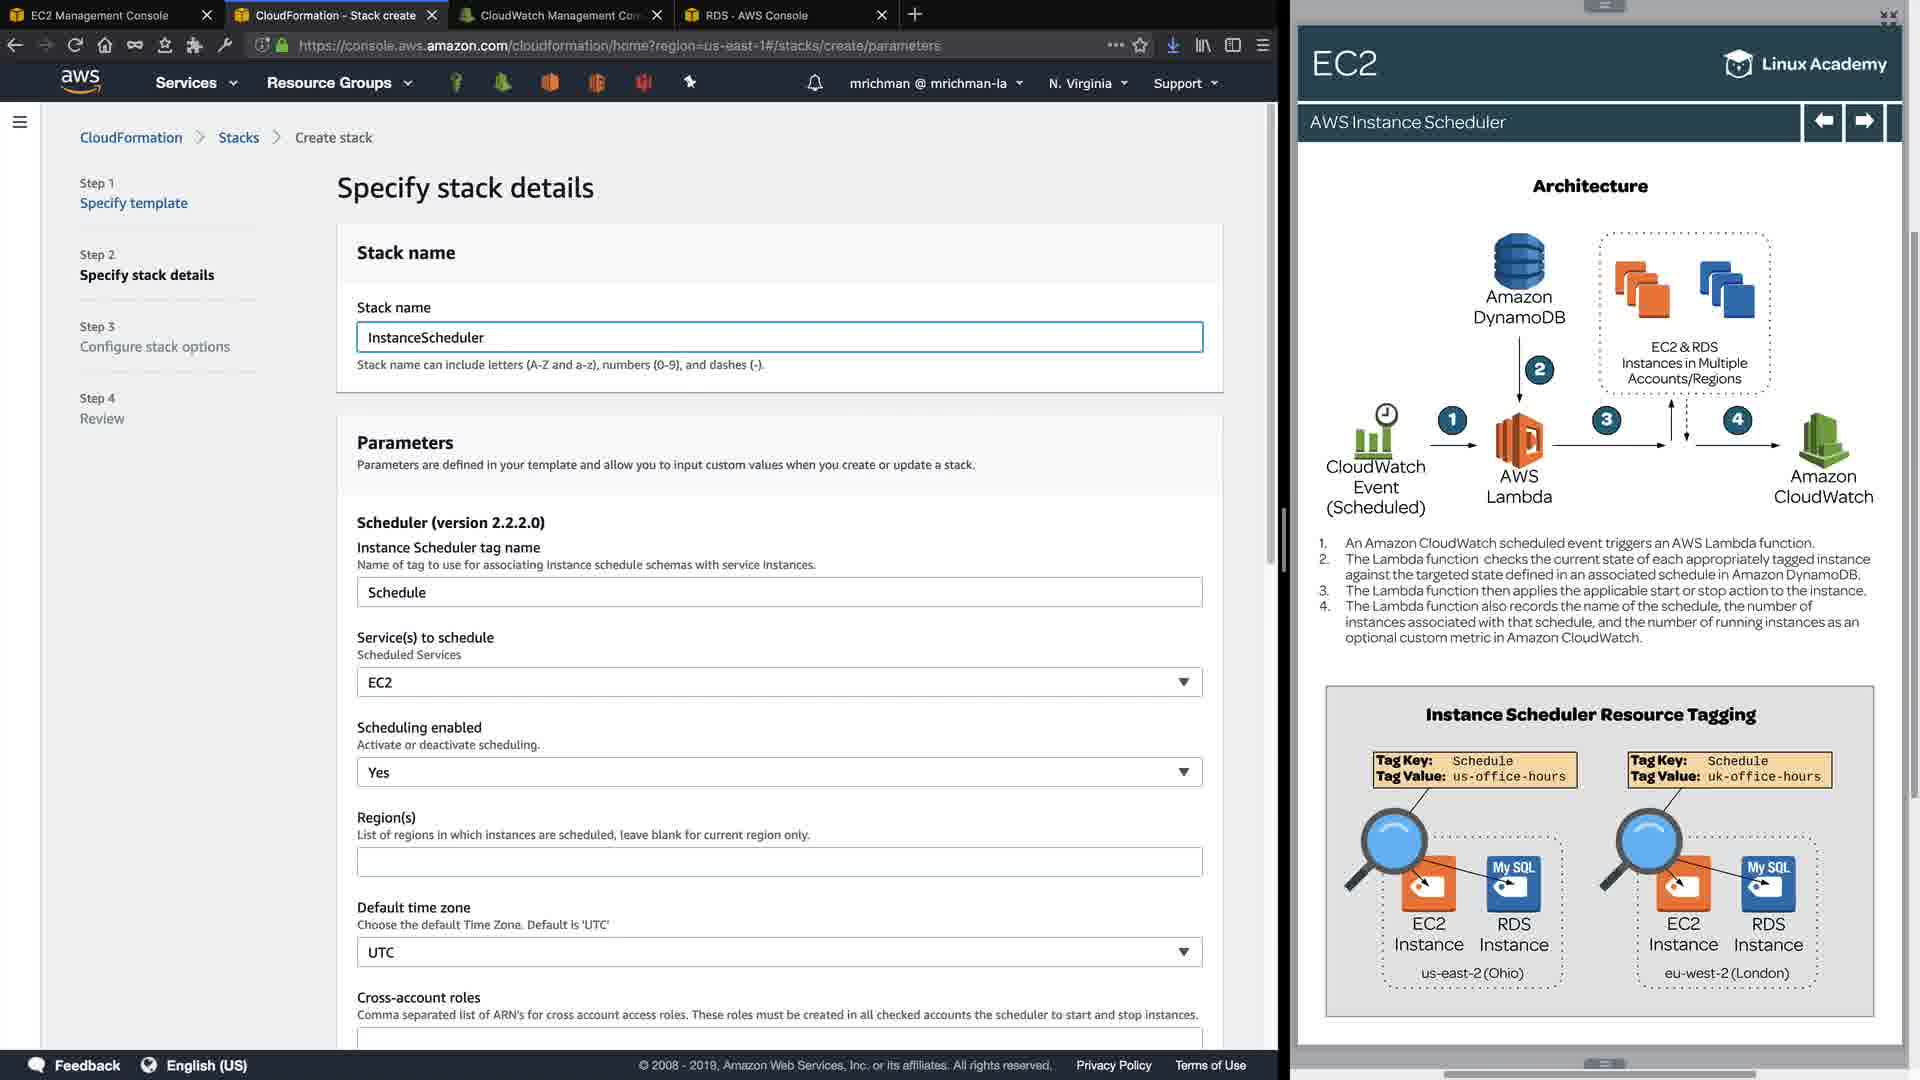 EC2 Management Console
CloudFormation - Stack create
CloudWatch Management Con
RDS - AWS Console
https://console.aws.amazon.com/cloudformation/home?region=us-east-1#/stacks/create/parameters
aws
Services
Resource Groups
mrichman @ mrichman-la
N. Virginia
Support
CloudFormation
Stacks
Create stack
Step 1
Specify template
Step 2
Specify stack details
Step 3
Configure stack options
Step 4
Review
Specify stack details
Stack name
Stack name
InstanceScheduler
Stack name can include letters (A-Z and a-z), numbers (0-9), and dashes (-).
Parameters
Parameters are defined in your template and allow you to input custom values when you create or update a stack.
Scheduler (version 2.2.2.0)
Instance Scheduler tag name
Name of tag to use for associating instance schedule schemas with service instances.
Schedule
Service(s) to schedule
Scheduled Services
EC2
Scheduling enabled
Activate or deactivate scheduling.
Yes
Region(s)
List of regions in which instances are scheduled, leave blank for current region only.
Default time zone
Choose the default Time Zone. Default is 'UTC'
UTC
Cross-account roles
Comma separated list of ARN's for cross account access roles. These roles must be created in all checked accounts the scheduler to start and stop instances.
Feedback
English (US)
© 2008 - 2019, Amazon Web Services, Inc. or its affiliates. All rights reserved.
Privacy Policy
Terms of Use
EC2
Linux Academy
AWS Instance Scheduler
Architecture
Amazon
DynamoDB
EC2 & RDS
Instances in Multiple
Accounts/Regions
2
1
3
4
CloudWatch
Event
(Scheduled)
AWS
Lambda
Amazon
CloudWatch
1. An Amazon CloudWatch scheduled event triggers an AWS Lambda function.
2. The Lambda function checks the current state of each appropriately tagged instance
against the targeted state defined in an associated schedule in Amazon DynamoDB.
3. The Lambda function then applies the applicable start or stop action to the instance.
4. The Lambda function also records the name of the schedule, the number of
instances associated with that schedule, and the number of running instances as an
optional custom metric in Amazon CloudWatch.
Instance Scheduler Resource Tagging
Tag Key: Schedule
Tag Value: us-office-hours
Tag Key: Schedule
Tag Value: uk-office-hours
My SQL
My SQL
EC2
Instance
RDS
Instance
EC2
Instance
RDS
Instance
us-east-2 (Ohio)
eu-west-2 (London)